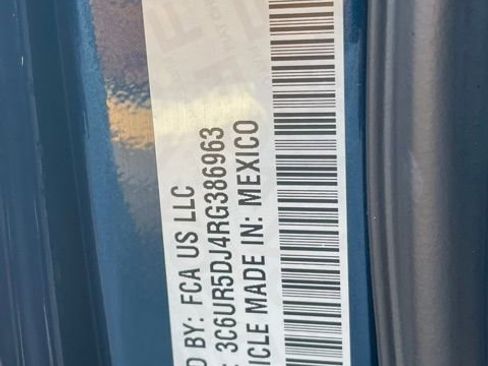 D BY: FCA US LLC
: 3C6UR5DJ4RG386963
ICLE MADE IN: MEXICO